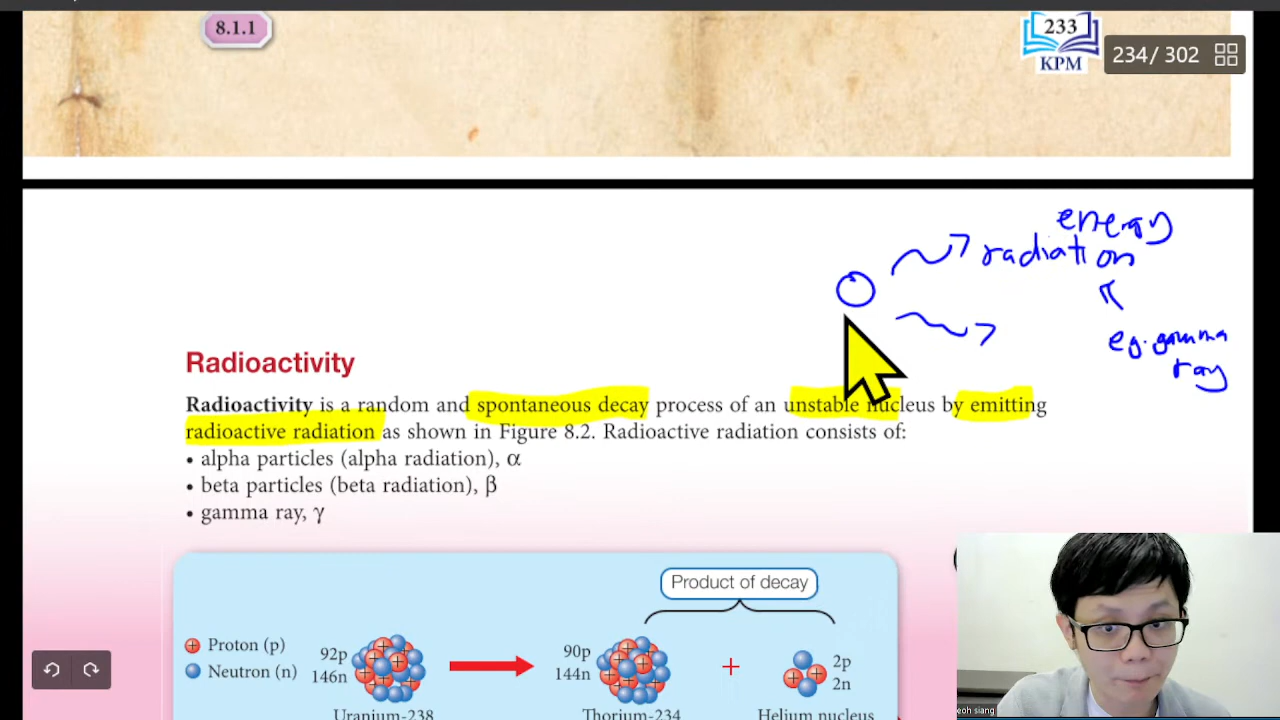 8.1.1
233
KPM
234/ 302
energy
radiation
eg. gamma
ray
Radioactivity
Radioactivity is a random and spontaneous decay process of an unstable nucleus by emitting
radioactive radiation as shown in Figure 8.2. Radioactive radiation consists of:
• alpha particles (alpha radiation), α
• beta particles (beta radiation), β
• gamma ray, γ
Product of decay
Proton (p)
Neutron (n)
92p
146n
90p
144n
+
2p
2n
Uranium-238
Thorium-234
Helium nucleus
eoh siang